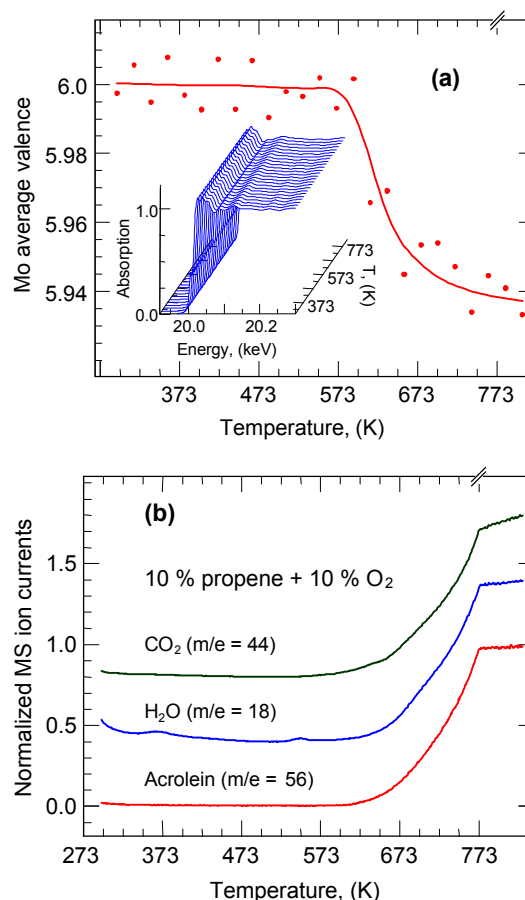 (a)
Mo average valence
6.00
5.98
5.96
5.94
Absorption
1.0
0.0
20.0
20.2
Energy, (keV)
373
573
773
T, (K)
373
473
573
673
773
Temperature, (K)
(b)
Normalized MS ion currents
1.5
1.0
0.5
0.0
10 % propene + 10 % O₂
CO₂ (m/e = 44)
H₂O (m/e = 18)
Acrolein (m/e = 56)
273
373
473
573
673
773
Temperature, (K)